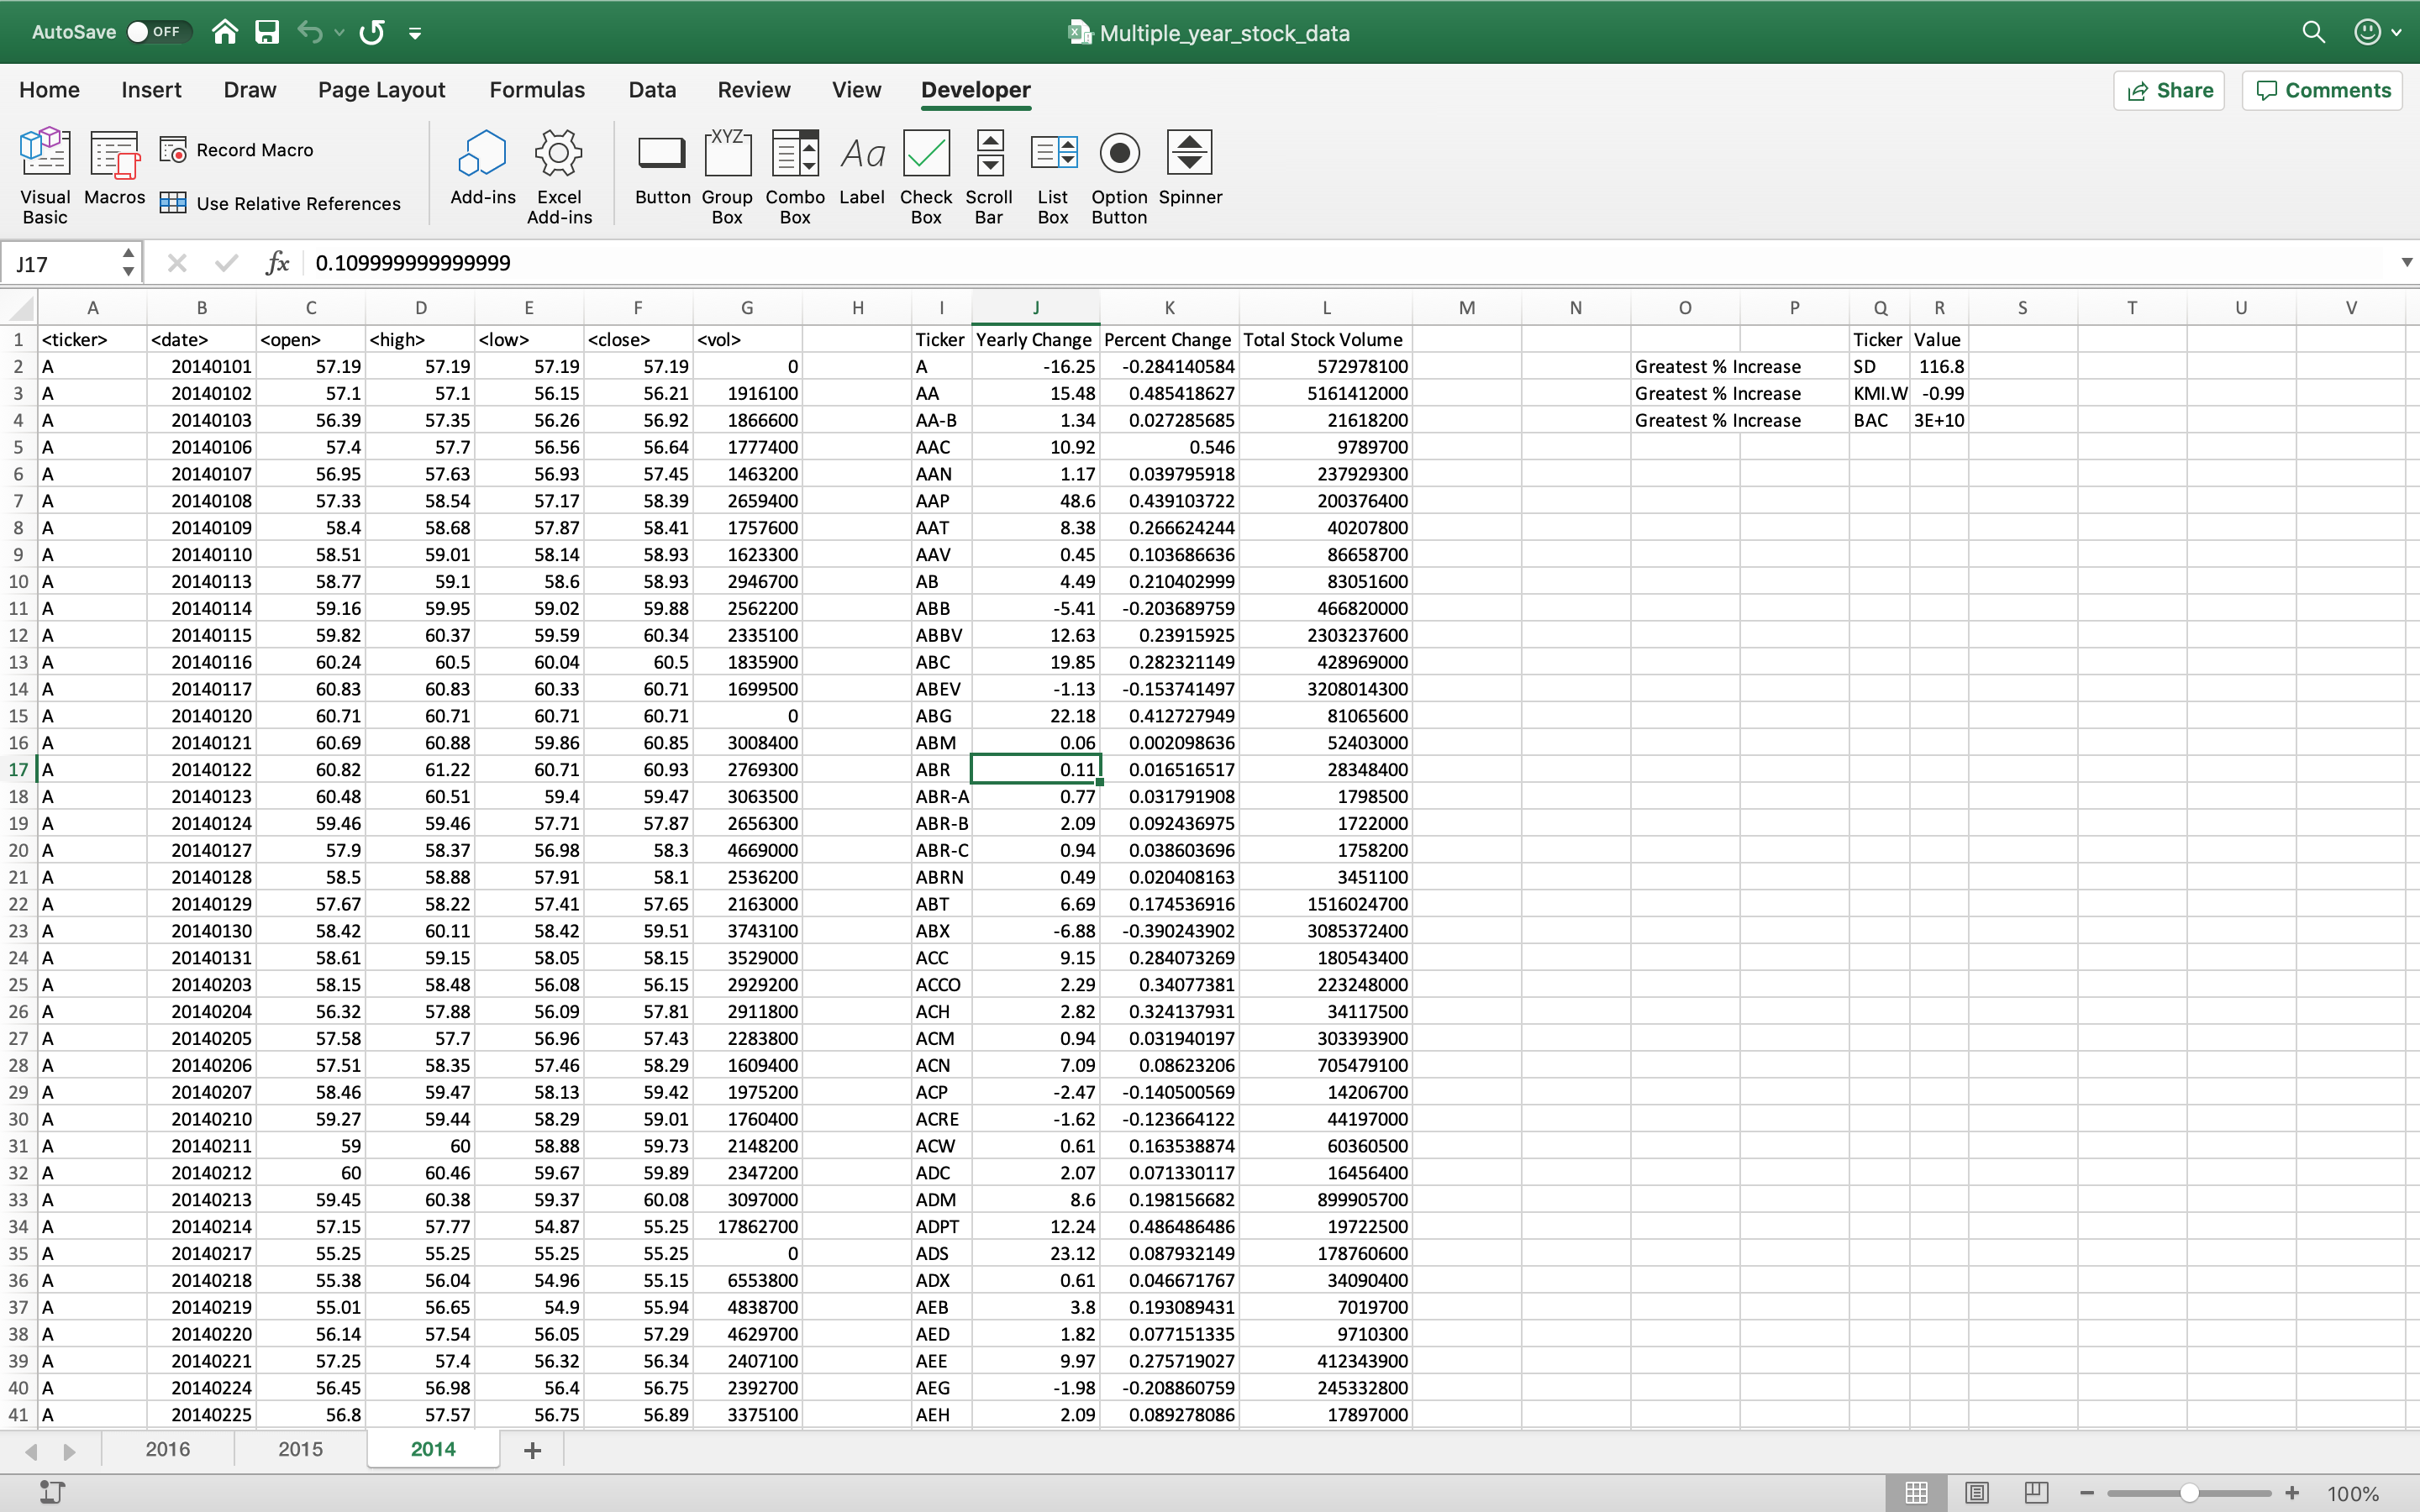 AutoSave OFF Multiple_year_stock_data
Home Insert Draw Page Layout Formulas Data Review View Developer Share Comments
Visual Basic Macros Record Macro Use Relative References Add-ins Excel Add-ins Button Group Box Combo Box Label Check Box Scroll Bar List Box Option Button Spinner
XYZ Aa
J17 fx 0.109999999999999
A B C D E F G H I J K L M N O P Q R S T U V
1 <ticker> <date> <open> <high> <low> <close> <vol> Ticker Yearly Change Percent Change Total Stock Volume Ticker Value
2 A 20140101 57.19 57.19 57.19 57.19 0 A -16.25 -0.284140584 572978100 Greatest % Increase SD 116.8
3 A 20140102 57.1 57.1 56.15 56.21 1916100 AA 15.48 0.485418627 5161412000 Greatest % Increase KMI.W -0.99
4 A 20140103 56.39 57.35 56.26 56.92 1866600 AA-B 1.34 0.027285685 21618200 Greatest % Increase BAC 3E+10
5 A 20140106 57.4 57.7 56.56 56.64 1777400 AAC 10.92 0.546 9789700
6 A 20140107 56.95 57.63 56.93 57.45 1463200 AAN 1.17 0.039795918 237929300
7 A 20140108 57.33 58.54 57.17 58.39 2659400 AAP 48.6 0.439103722 200376400
8 A 20140109 58.4 58.68 57.87 58.41 1757600 AAT 8.38 0.266624244 40207800
9 A 20140110 58.51 59.01 58.14 58.93 1623300 AAV 0.45 0.103686636 86658700
10 A 20140113 58.77 59.1 58.6 58.93 2946700 AB 4.49 0.210402999 83051600
11 A 20140114 59.16 59.95 59.02 59.88 2562200 ABB -5.41 -0.203689759 466820000
12 A 20140115 59.82 60.37 59.59 60.34 2335100 ABBV 12.63 0.23915925 2303237600
13 A 20140116 60.24 60.5 60.04 60.5 1835900 ABC 19.85 0.282321149 428969000
14 A 20140117 60.83 60.83 60.33 60.71 1699500 ABEV -1.13 -0.153741497 3208014300
15 A 20140120 60.71 60.71 60.71 60.71 0 ABG 22.18 0.412727949 81065600
16 A 20140121 60.69 60.88 59.86 60.85 3008400 ABM 0.06 0.002098636 52403000
17 A 20140122 60.82 61.22 60.71 60.93 2769300 ABR 0.11 0.016516517 28348400
18 A 20140123 60.48 60.51 59.4 59.47 3063500 ABR-A 0.77 0.031791908 1798500
19 A 20140124 59.46 59.46 57.71 57.87 2656300 ABR-B 2.09 0.092436975 1722000
20 A 20140127 57.9 58.37 56.98 58.3 4669000 ABR-C 0.94 0.038603696 1758200
21 A 20140128 58.5 58.88 57.91 58.1 2536200 ABRN 0.49 0.020408163 3451100
22 A 20140129 57.67 58.22 57.41 57.65 2163000 ABT 6.69 0.174536916 1516024700
23 A 20140130 58.42 60.11 58.42 59.51 3743100 ABX -6.88 -0.390243902 3085372400
24 A 20140131 58.61 59.15 58.05 58.15 3529000 ACC 9.15 0.284073269 180543400
25 A 20140203 58.15 58.48 56.08 56.15 2929200 ACCO 2.29 0.34077381 223248000
26 A 20140204 56.32 57.88 56.09 57.81 2911800 ACH 2.82 0.324137931 34117500
27 A 20140205 57.58 57.7 56.96 57.43 2283800 ACM 0.94 0.031940197 303393900
28 A 20140206 57.51 58.35 57.46 58.29 1609400 ACN 7.09 0.08623206 705479100
29 A 20140207 58.46 59.47 58.13 59.42 1975200 ACP -2.47 -0.140500569 14206700
30 A 20140210 59.27 59.44 58.29 59.01 1760400 ACRE -1.62 -0.123664122 44197000
31 A 20140211 59 60 58.88 59.73 2148200 ACW 0.61 0.163538874 60360500
32 A 20140212 60 60.46 59.67 59.89 2347200 ADC 2.07 0.071330117 16456400
33 A 20140213 59.45 60.38 59.37 60.08 3097000 ADM 8.6 0.198156682 899905700
34 A 20140214 57.15 57.77 54.87 55.25 17862700 ADPT 12.24 0.486486486 19722500
35 A 20140217 55.25 55.25 55.25 55.25 0 ADS 23.12 0.087932149 178760600
36 A 20140218 55.38 56.04 54.96 55.15 6553800 ADX 0.61 0.046671767 34090400
37 A 20140219 55.01 56.65 54.9 55.94 4838700 AEB 3.8 0.193089431 7019700
38 A 20140220 56.14 57.54 56.05 57.29 4629700 AED 1.82 0.077151335 9710300
39 A 20140221 57.25 57.4 56.32 56.34 2407100 AEE 9.97 0.275719027 412343900
40 A 20140224 56.45 56.98 56.4 56.75 2392700 AEG -1.98 -0.208860759 245332800
41 A 20140225 56.8 57.57 56.75 56.89 3375100 AEH 2.09 0.089278086 17897000
2016 2015 2014
100%